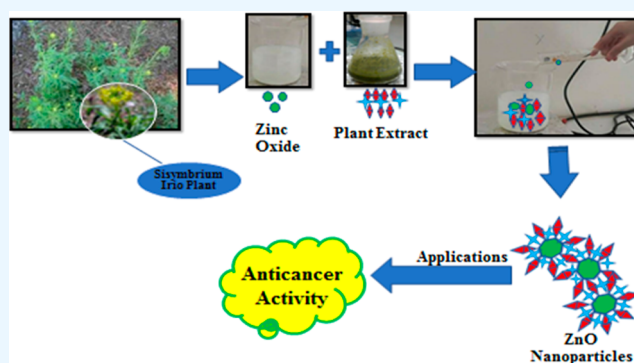 Sisymbrium
Irio Plant
Zinc
Oxide
Plant Extract
Applications
Anticancer
Activity
ZnO
Nanoparticles